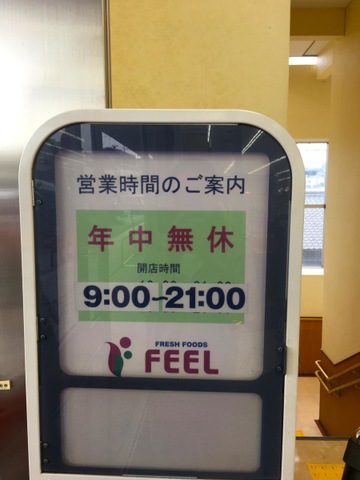 営業時間のご案内
年中無休
開店時間
9:00~21:00
FRESH FOODS
FEEL